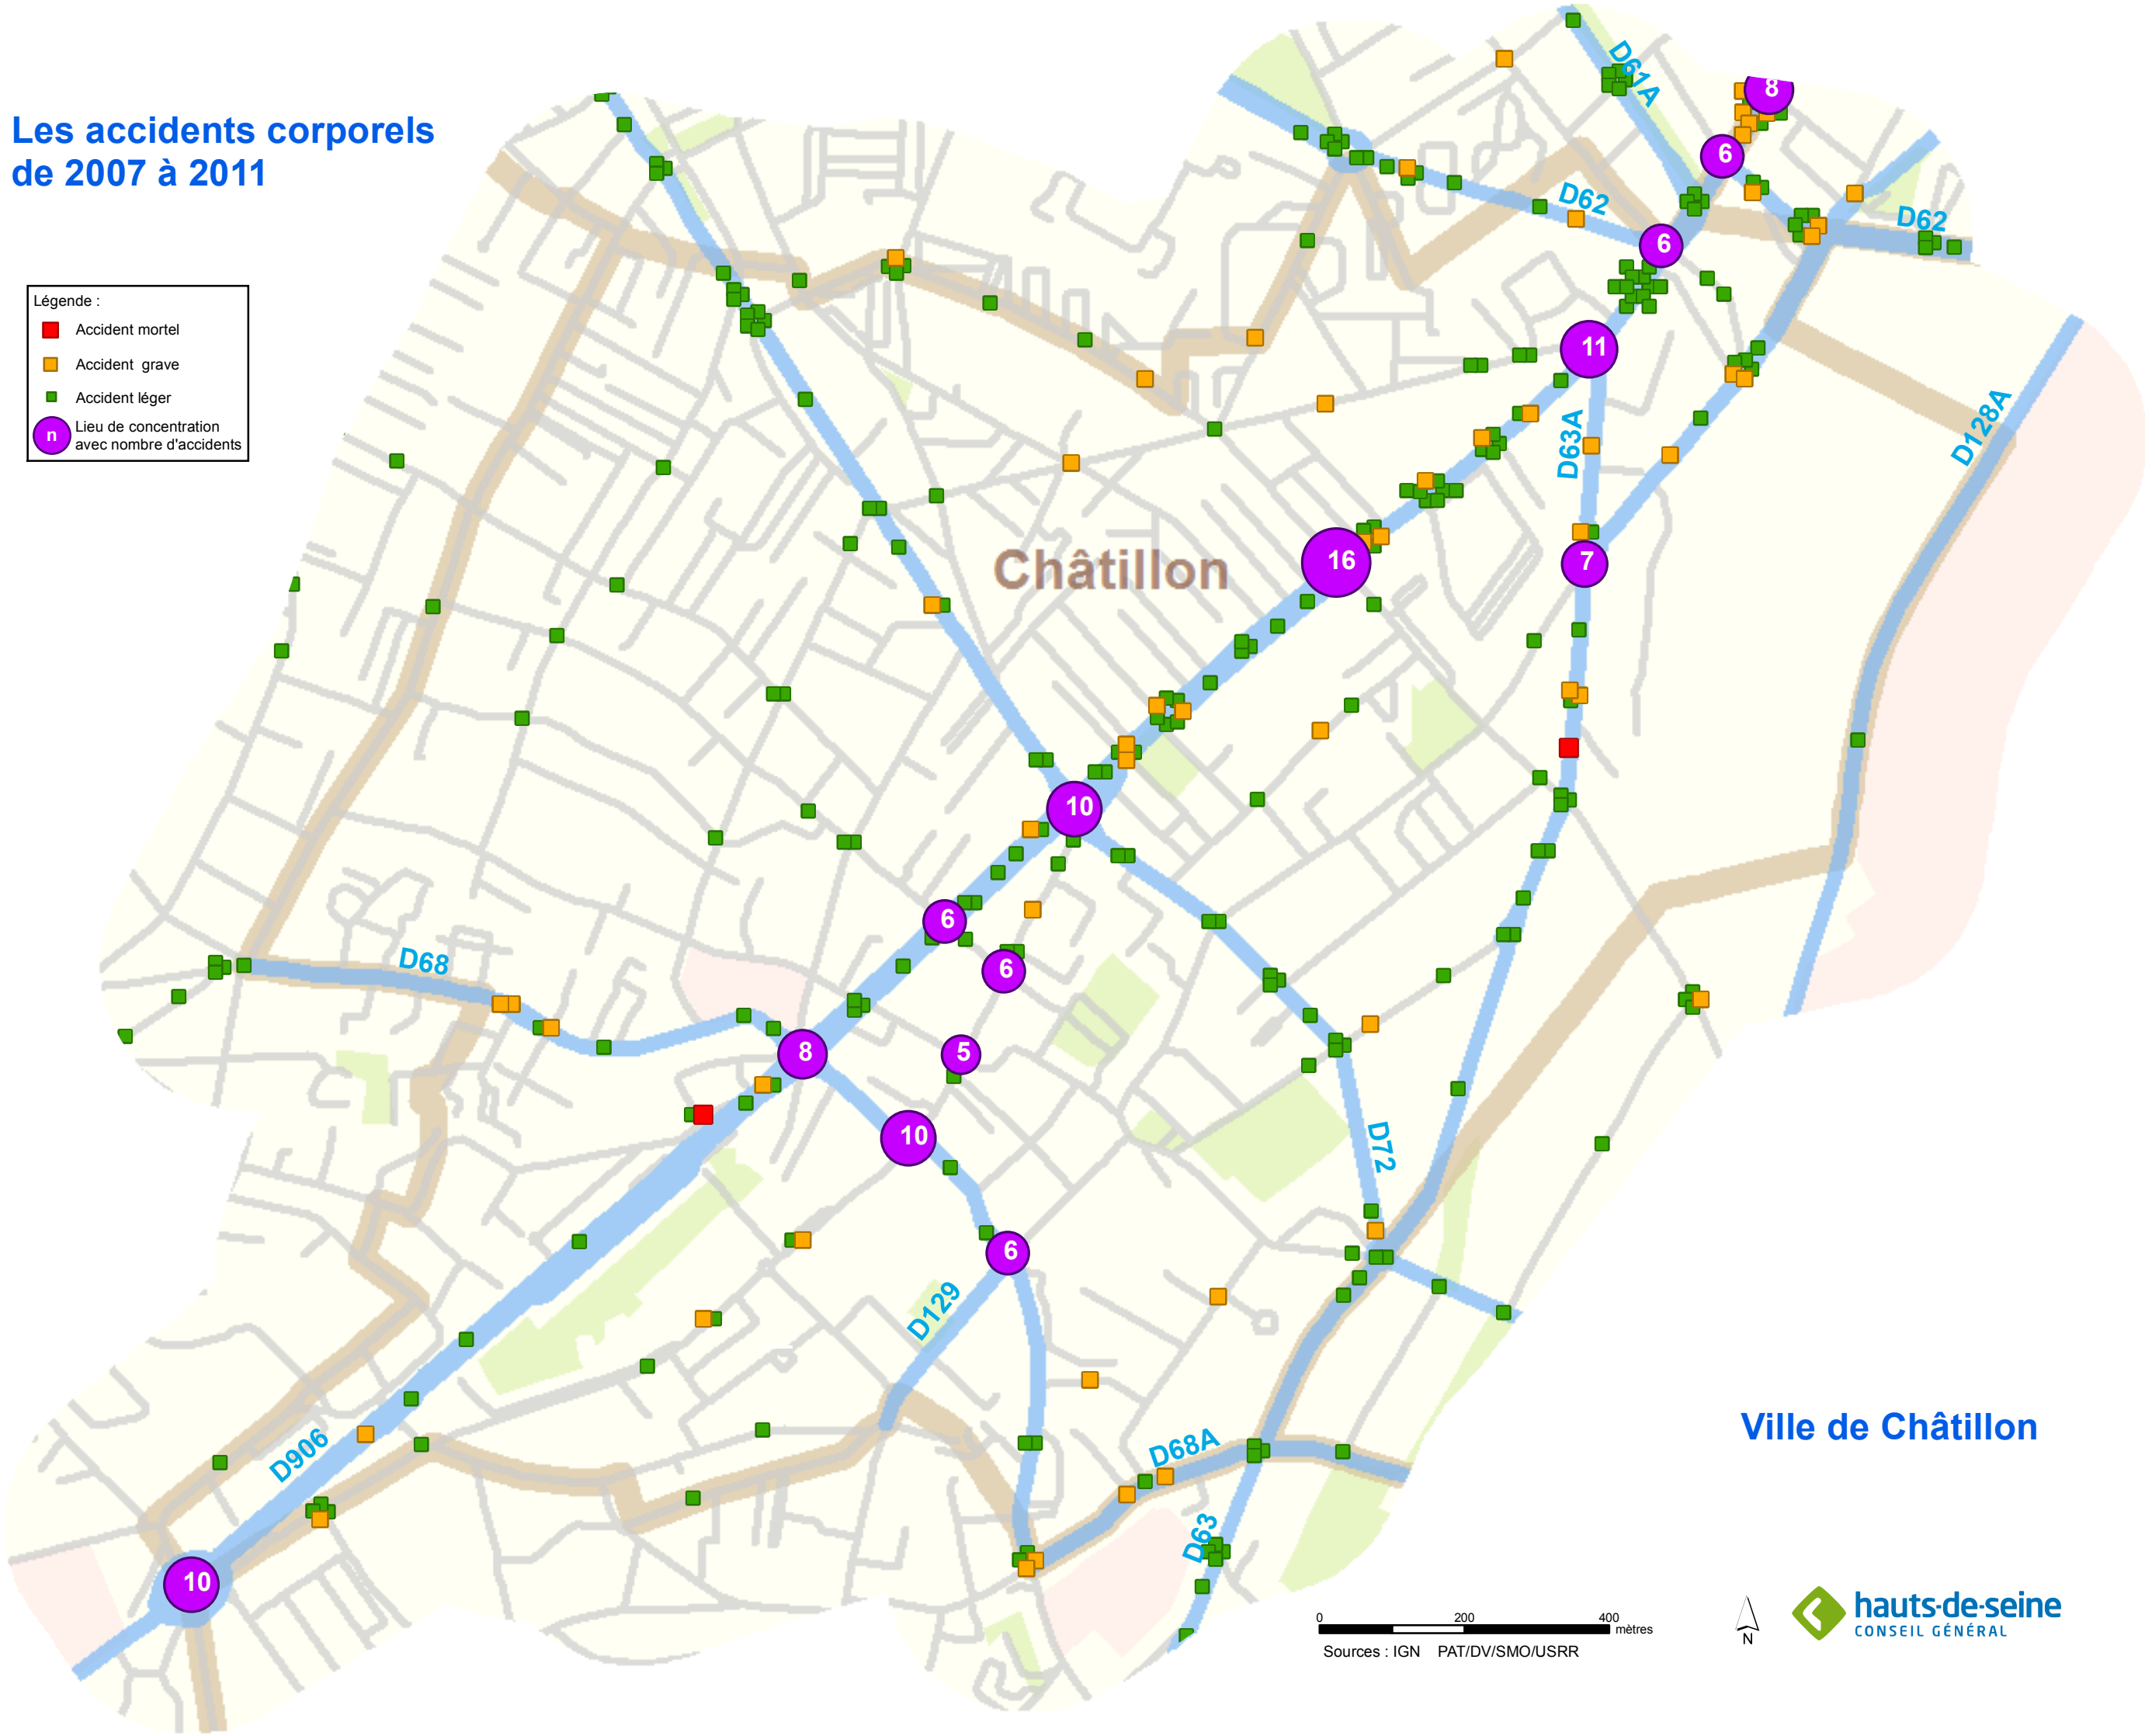 Les accidents corporels
de 2007 à 2011
Légende :
Accident mortel
Accident grave
Accident léger
n
Lieu de concentration
avec nombre d'accidents
D61A
8
6
D62
D62
6
11
D63A
D128A
Châtillon
16
7
10
6
6
D68
8
5
10
D72
6
D129
D906
D68A
D63
10
Ville de Châtillon
0 200 400
mètres
Sources : IGN PAT/DV/SMO/USRR
N
hauts-de-seine
CONSEIL GÉNÉRAL